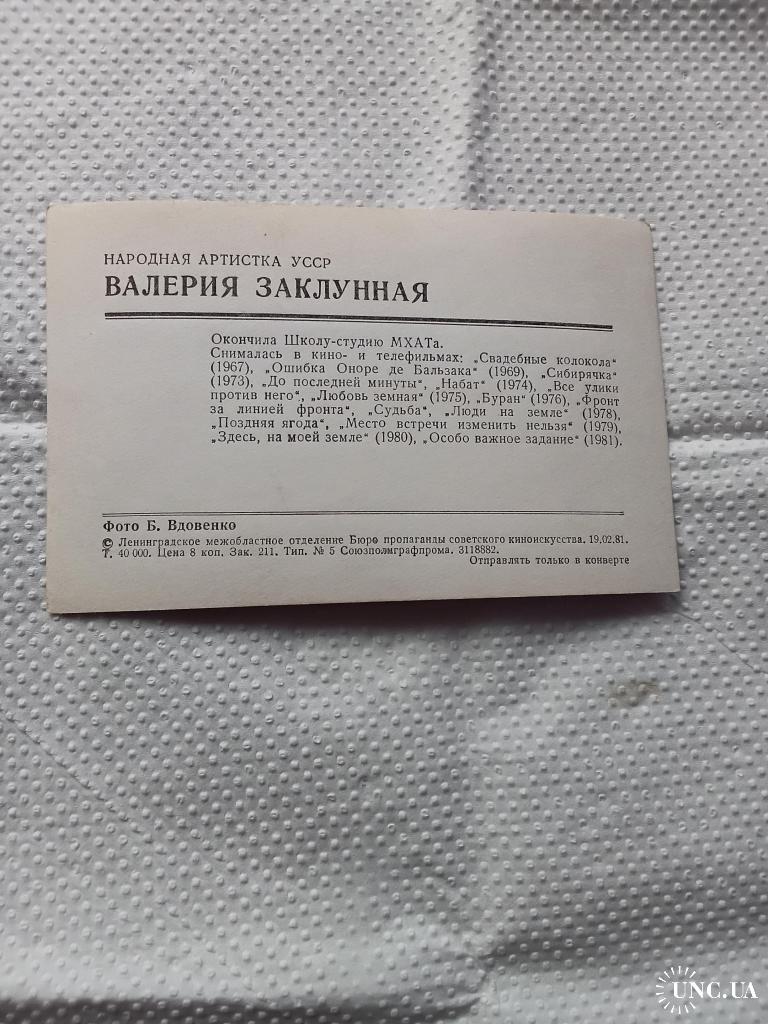 НАРОДНАЯ АРТИСТКА УССР
ВАЛЕРИЯ ЗАКЛУННАЯ
Окончила Школу-студию МХАТа.
Снималась в кино- и телефильмах: „Свадебные колокола“
(1967), „Ошибка Оноре де Бальзака“ (1969), „Сибирячка“
(1973), „До последней минуты“, „Набат“ (1974), „Все улики
против него“, „Любовь земная“ (1975), „Буран“ (1976), „Фронт
за линией фронта“, „Судьба“, „Люди на земле“ (1978),
„Поздняя ягода“, „Место встречи изменить нельзя“ (1979),
„Здесь, на моей земле“ (1980), „Особо важное задание“ (1981).
Фото Б. Вдовенко
© Ленинградское межобластное отделение Бюро пропаганды советского киноискусства. 19.02.81.
Т. 40 000. Цена 8 коп. Зак. 211. Тип. № 5 Союзполиграфпрома. 3118882.
Отправлять только в конверте
UNC.UA